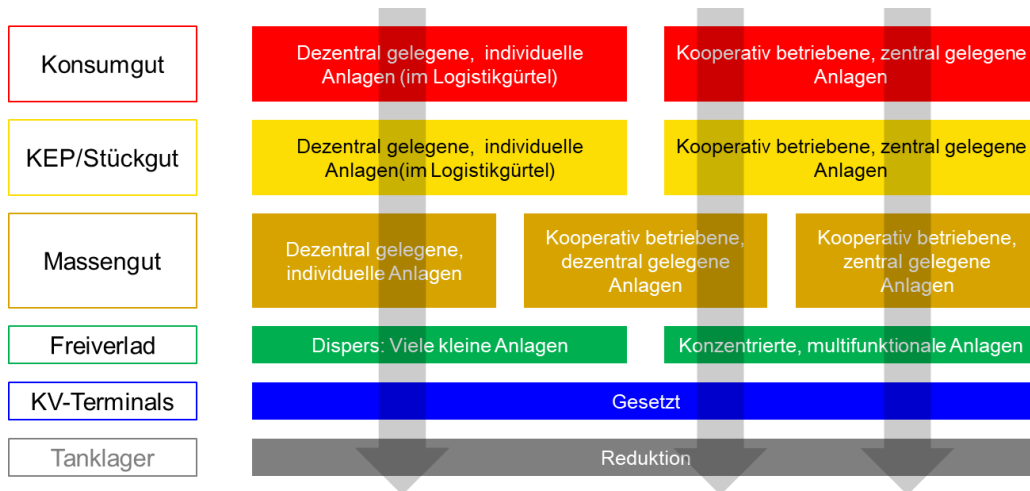 Konsumgut
Dezentral gelegene, individuelle
Anlagen (im Logistikgürtel)
Kooperativ betriebene, zentral gelegene
Anlagen
KEP/Stückgut
Dezentral gelegene, individuelle
Anlagen(im Logistikgürtel)
Kooperativ betriebene, zentral gelegene
Anlagen
Massengut
Dezentral gelegene,
individuelle Anlagen
Kooperativ betriebene,
dezentral gelegene
Anlagen
Kooperativ betriebene,
zentral gelegene
Anlagen
Freiverlad
Dispers: Viele kleine Anlagen
Konzentrierte, multifunktionale Anlagen
KV-Terminals
Gesetzt
Tanklager
Reduktion